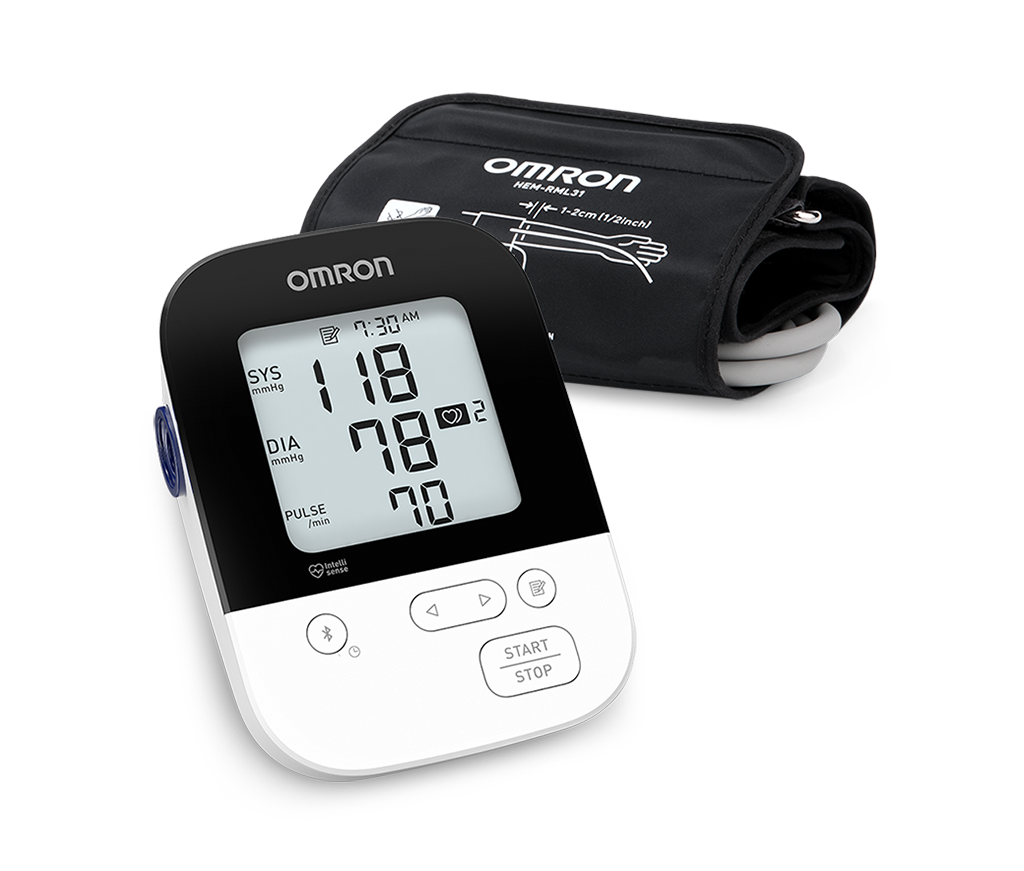 OMRON
HEM-RML31
1-2cm (1/2inch)
OMRON
7:30 AM
SYS
mmHg
118
DIA
mmHg
78
2
PULSE
/min
70
Intelli
sense
START
STOP